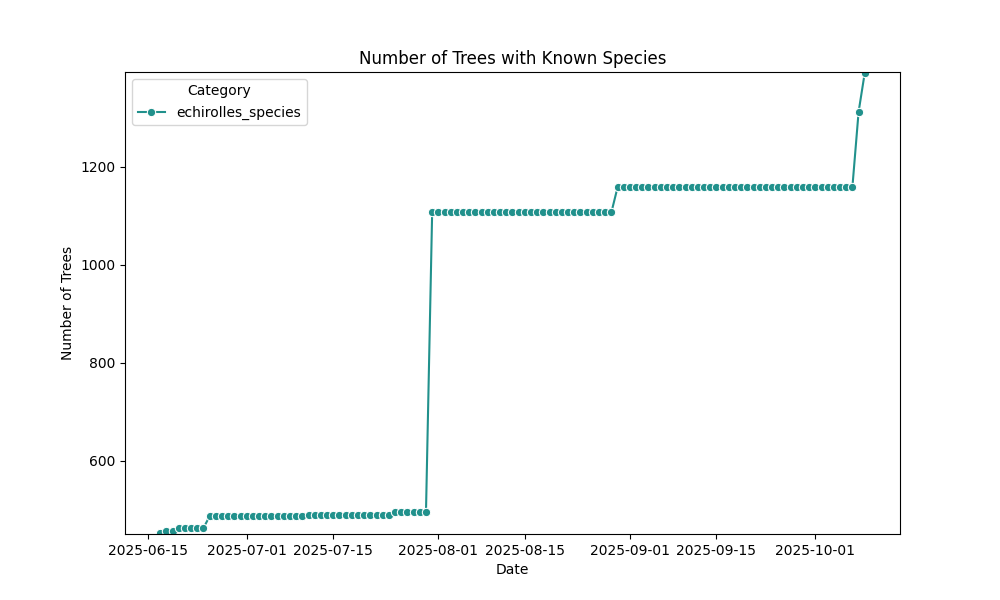 Number of Trees with Known Species
Category
echirolles_species
Number of Trees
1200
1000
800
600
2025-06-15 2025-07-01 2025-07-15 2025-08-01 2025-08-15 2025-09-01 2025-09-15 2025-10-01
Date